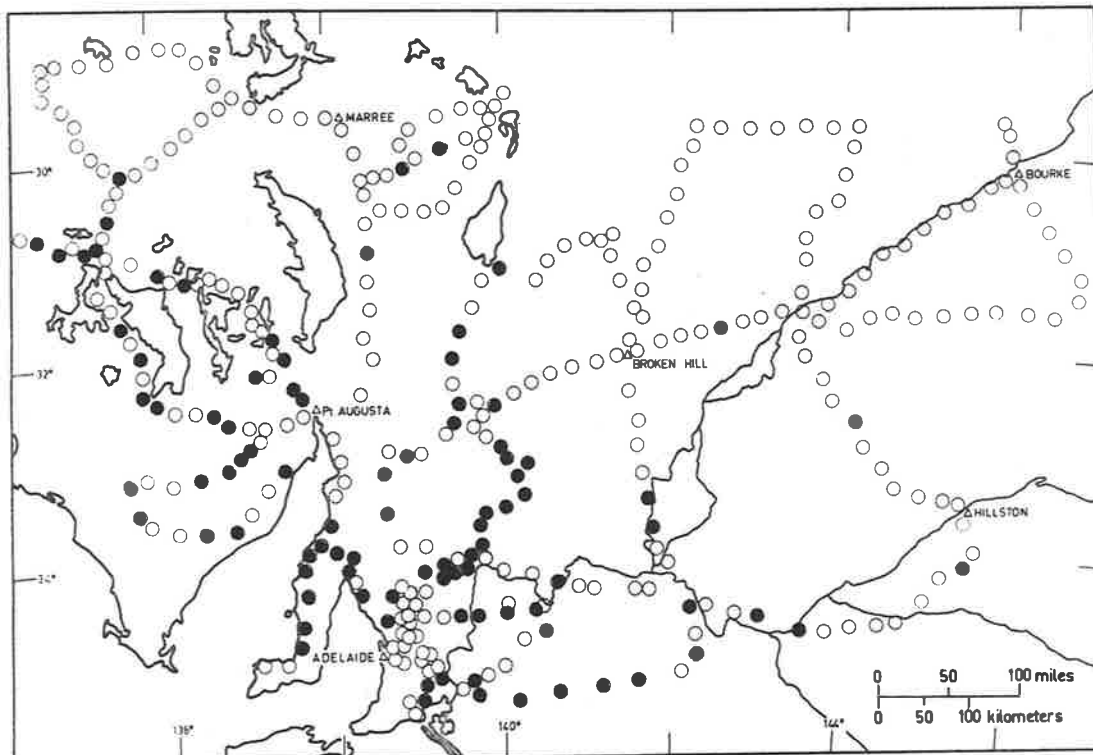 MARREE
30°
BOURKE
BROKEN HILL
32°
Pt AUGUSTA
HILLSTON
34°
ADELAIDE
0 50 100 miles
0 50 100 kilometers
140°
144°